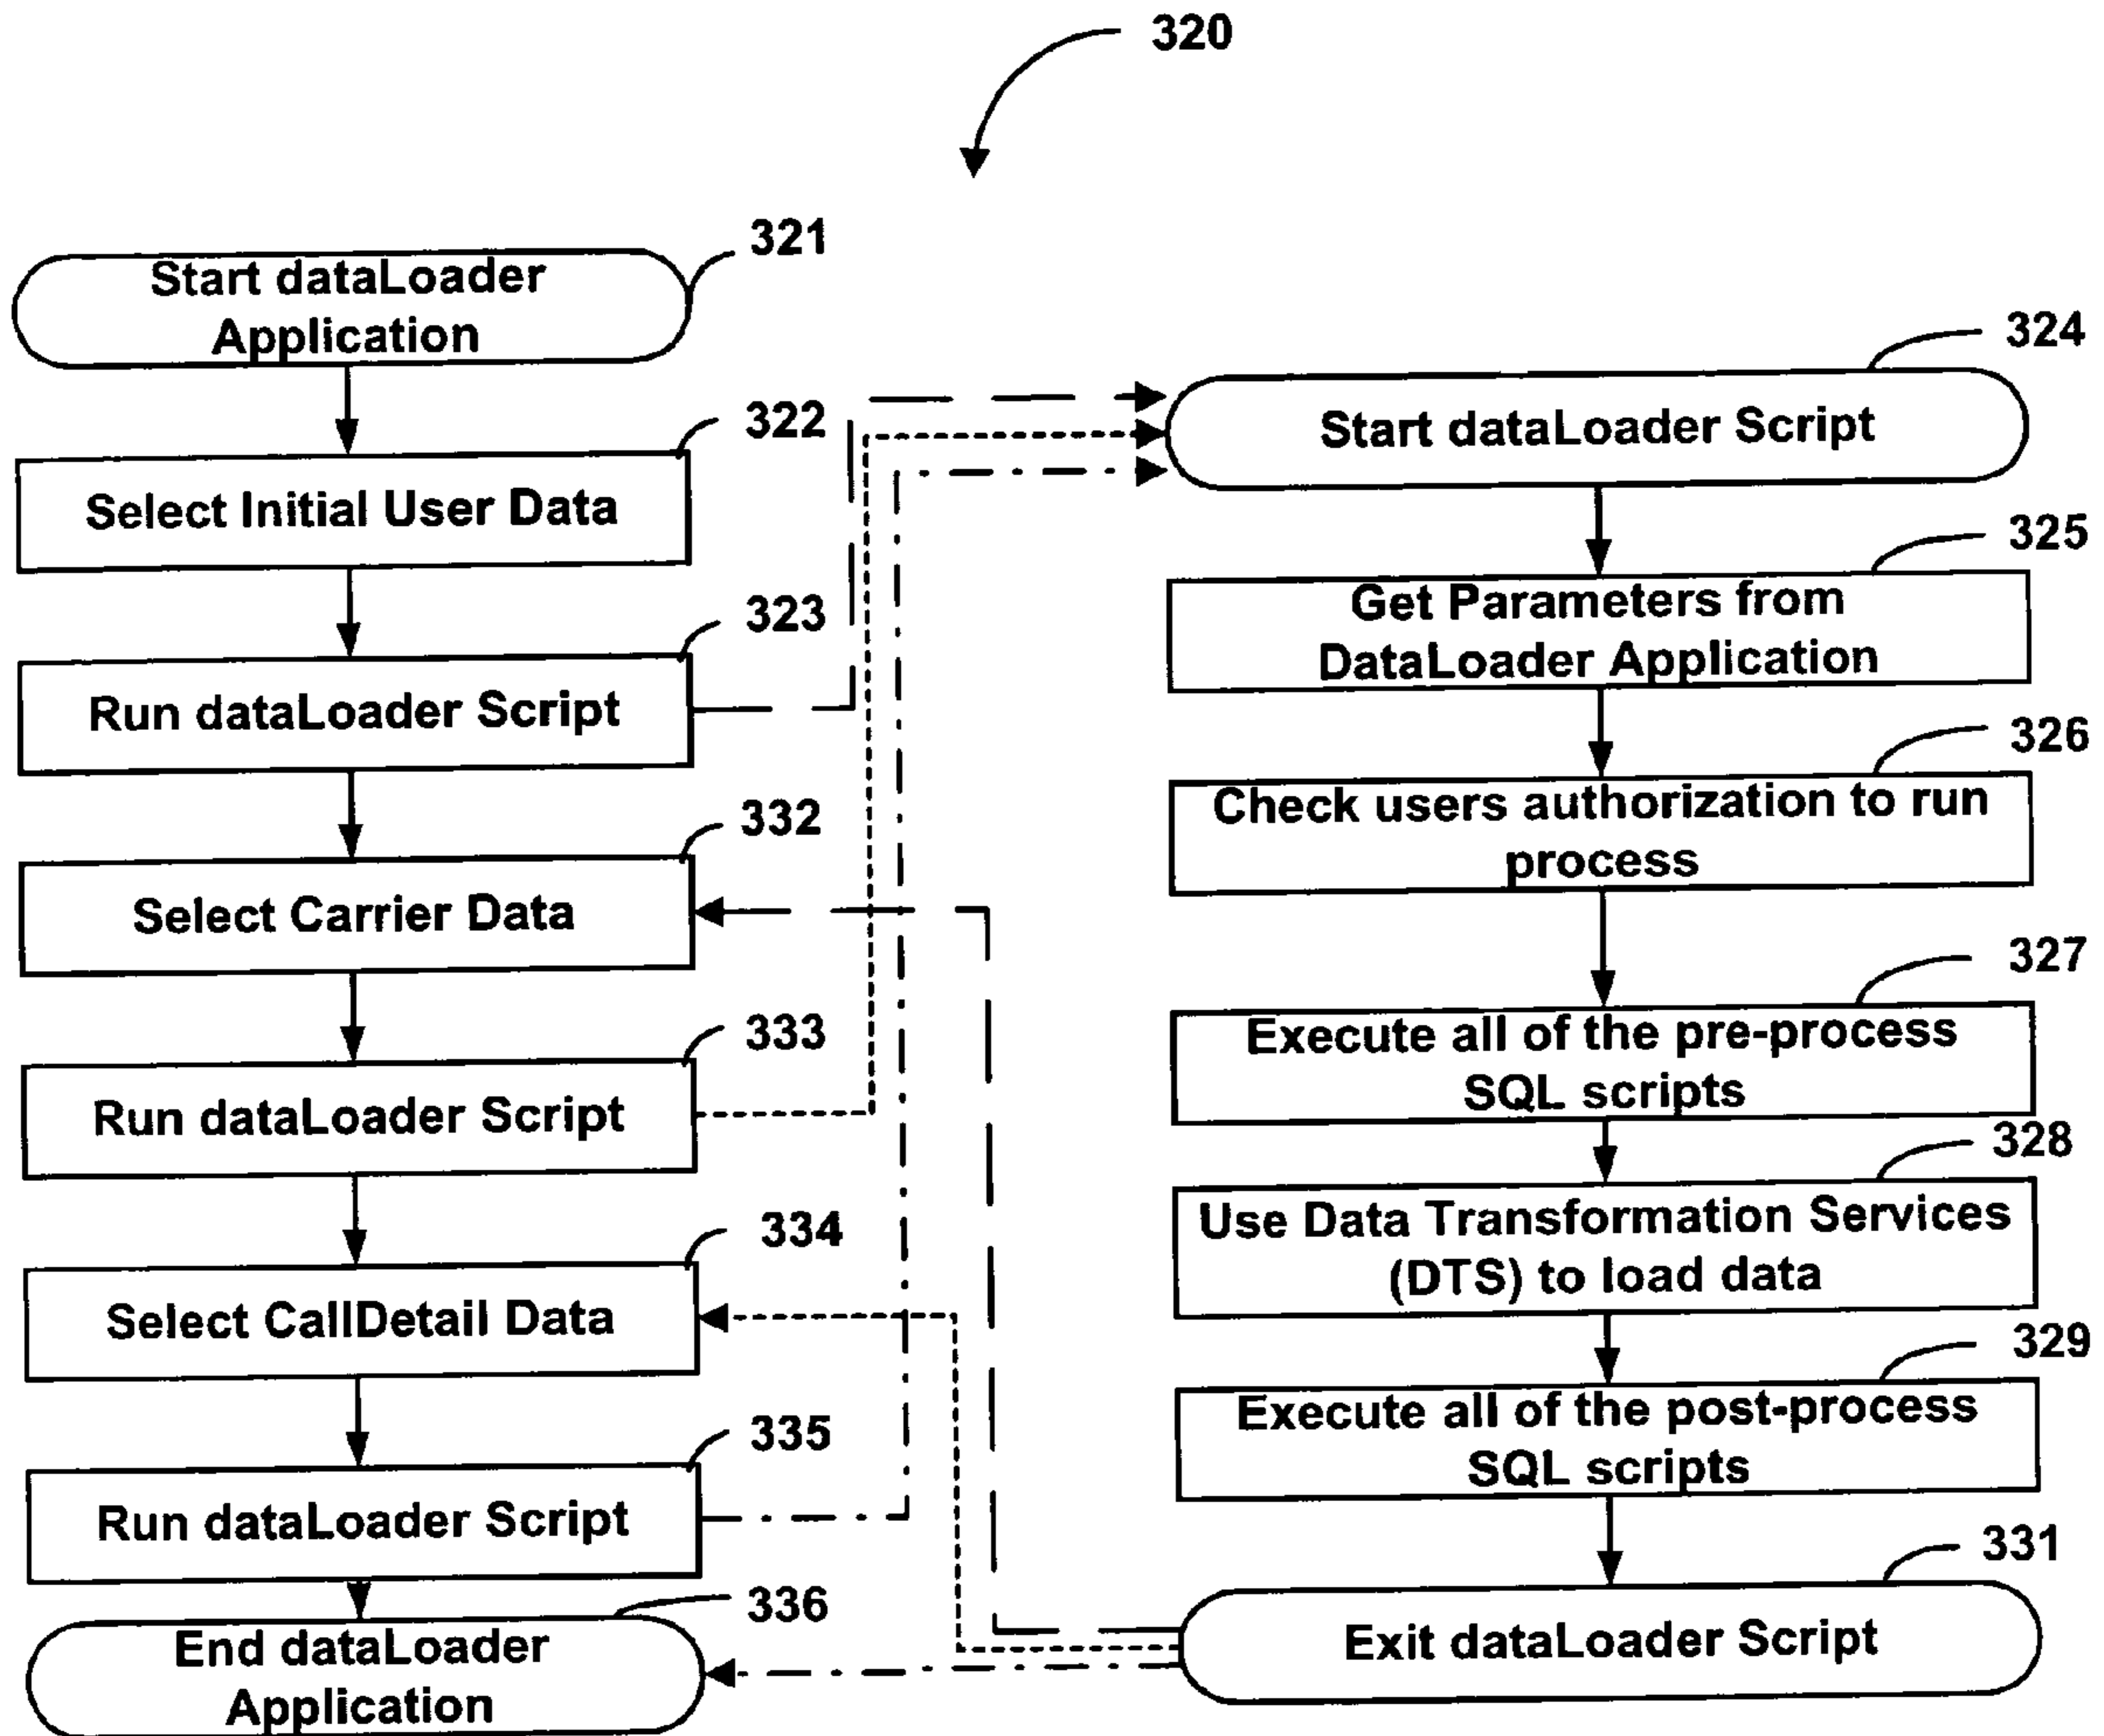 320
321
Start dataLoader
Application
322
Select Initial User Data
323
Run dataLoader Script
332
Select Carrier Data
333
Run dataLoader Script
334
Select CallDetail Data
335
Run dataLoader Script
336
End dataLoader
Application
324
Start dataLoader Script
325
Get Parameters from
DataLoader Application
326
Check users authorization to run
process
327
Execute all of the pre-process
SQL scripts
328
Use Data Transformation Services
(DTS) to load data
329
Execute all of the post-process
SQL scripts
331
Exit dataLoader Script